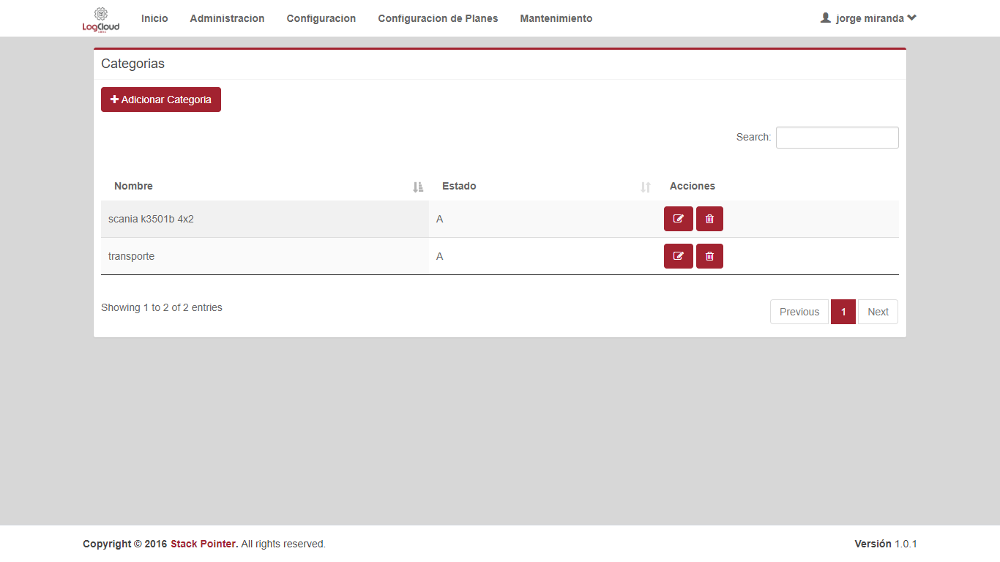 LogCloud
Inicio Administracion Configuracion Configuracion de Planes Mantenimiento jorge miranda
Categorias
Adicionar Categoria
Search:
Nombre Estado Acciones
scania k3501b 4x2 A
transporte A
Showing 1 to 2 of 2 entries
Previous 1 Next
Copyright © 2016 Stack Pointer. All rights reserved. Versión 1.0.1